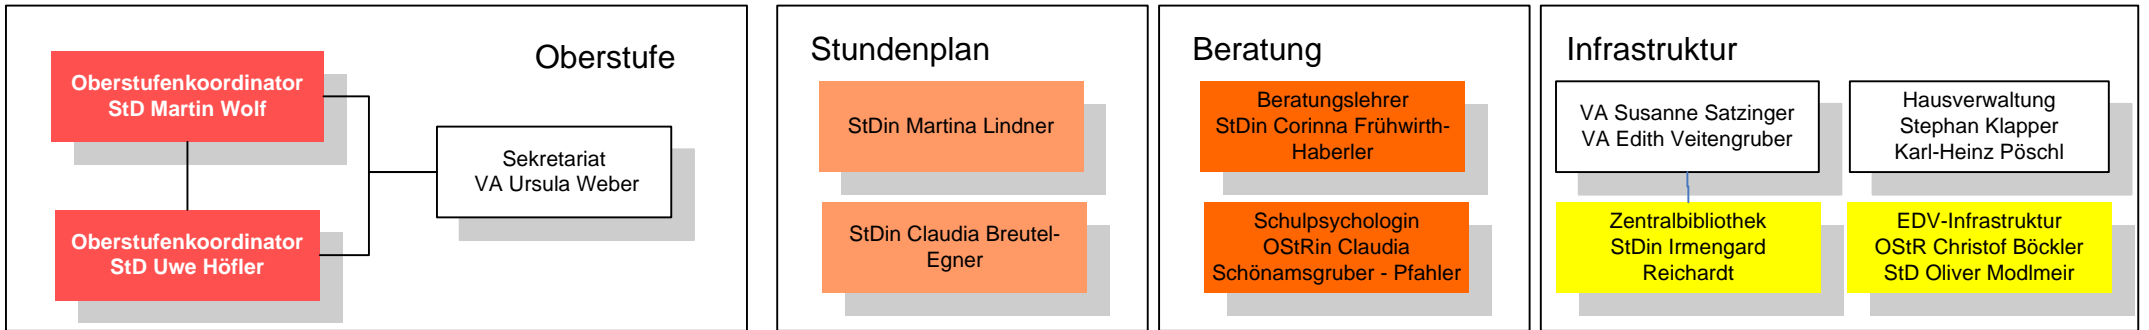 Oberstufe
Oberstufenkoordinator
StD Martin Wolf
Sekretariat
VA Ursula Weber
Oberstufenkoordinator
StD Uwe Höfler
Stundenplan
StDin Martina Lindner
StDin Claudia Breutel-
Egner
Beratung
Beratungslehrer
StDin Corinna Frühwirth-
Haberler
Schulpsychologin
OStRin Claudia
Schönamsgruber - Pfahler
Infrastruktur
VA Susanne Satzinger
VA Edith Veitengruber
Hausverwaltung
Stephan Klapper
Karl-Heinz Pöschl
Zentralbibliothek
StDin Irmengard
Reichardt
EDV-Infrastruktur
OStR Christof Böckler
StD Oliver Modlmeir